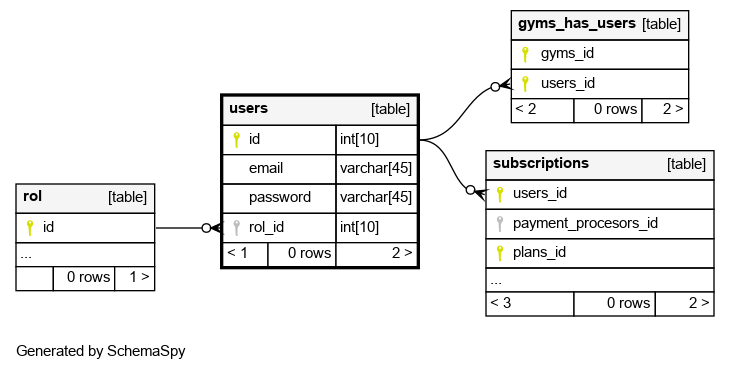 gyms_has_users [table]
gyms_id
users_id
< 2 0 rows 2 >
users [table]
id int[10]
email varchar[45]
password varchar[45]
rol_id int[10]
< 1 0 rows 2 >
subscriptions [table]
users_id
payment_procesors_id
plans_id
...
< 3 0 rows 2 >
rol [table]
id
...
0 rows 1 >
Generated by SchemaSpy